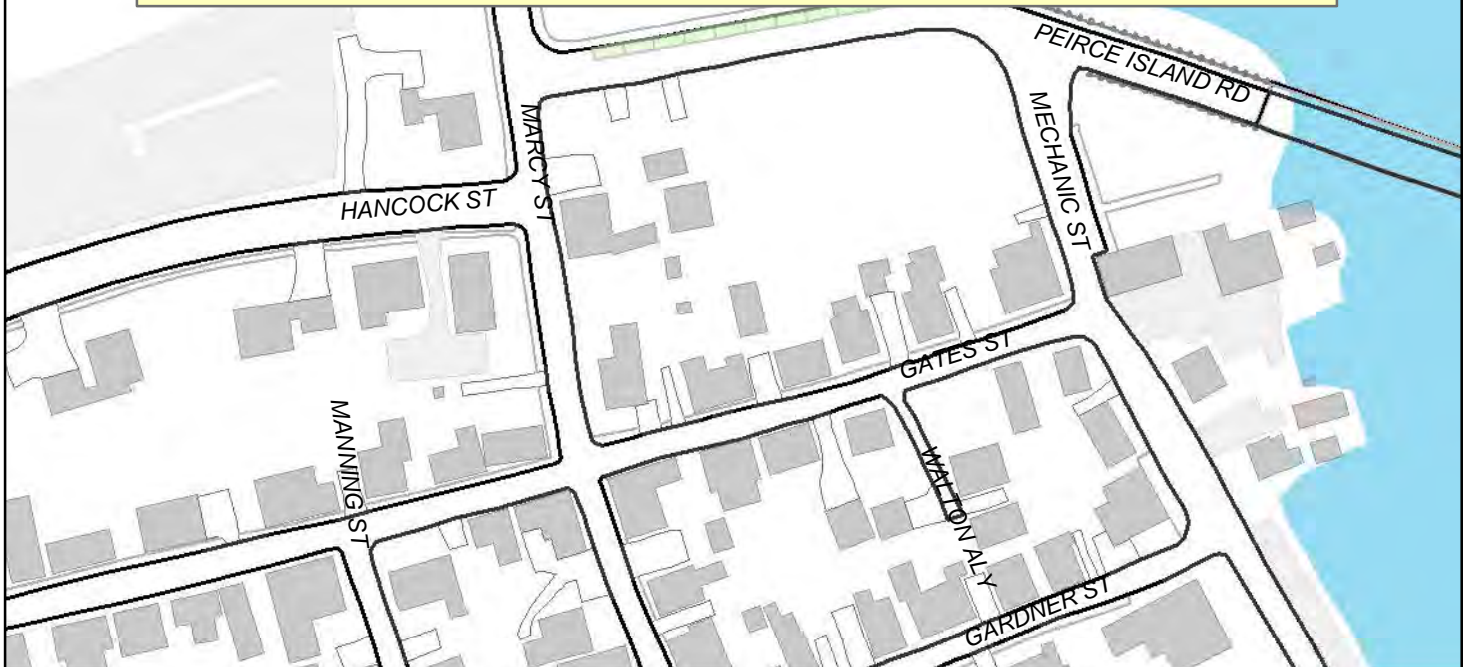 PEIRCE ISLAND RD
MARCY ST
MECHANIC ST
HANCOCK ST
GATES ST
MANNING ST
WALTON ALY
GARDNER ST